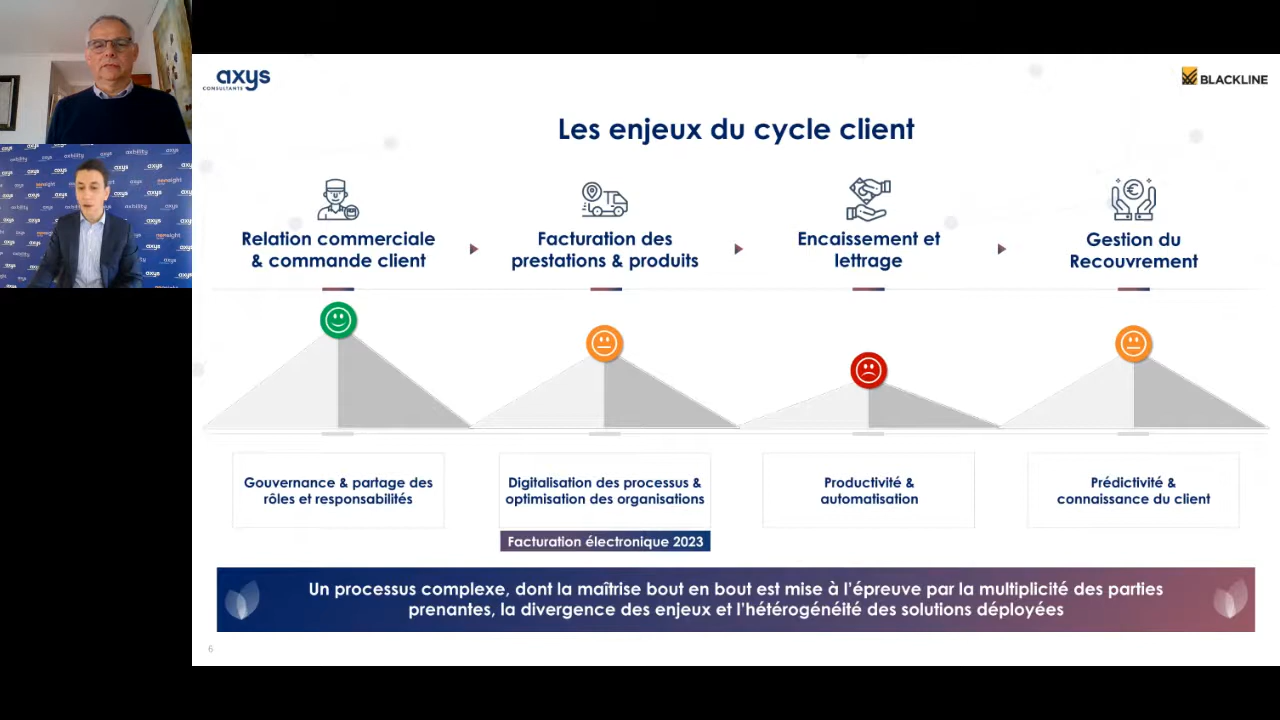 axys
CONSULTANTS
BLACKLINE
Les enjeux du cycle client
Relation commerciale
& commande client
Facturation des
prestations & produits
Encaissement et
lettrage
Gestion du
Recouvrement
Gouvernance & partage des
rôles et responsabilités
Digitalisation des processus &
optimisation des organisations
Productivité &
automatisation
Prédictivité &
connaissance du client
Facturation électronique 2023
Un processus complexe, dont la maîtrise bout en bout est mise à l'épreuve par la multiplicité des parties
prenantes, la divergence des enjeux et l'hétérogénéité des solutions déployées
6